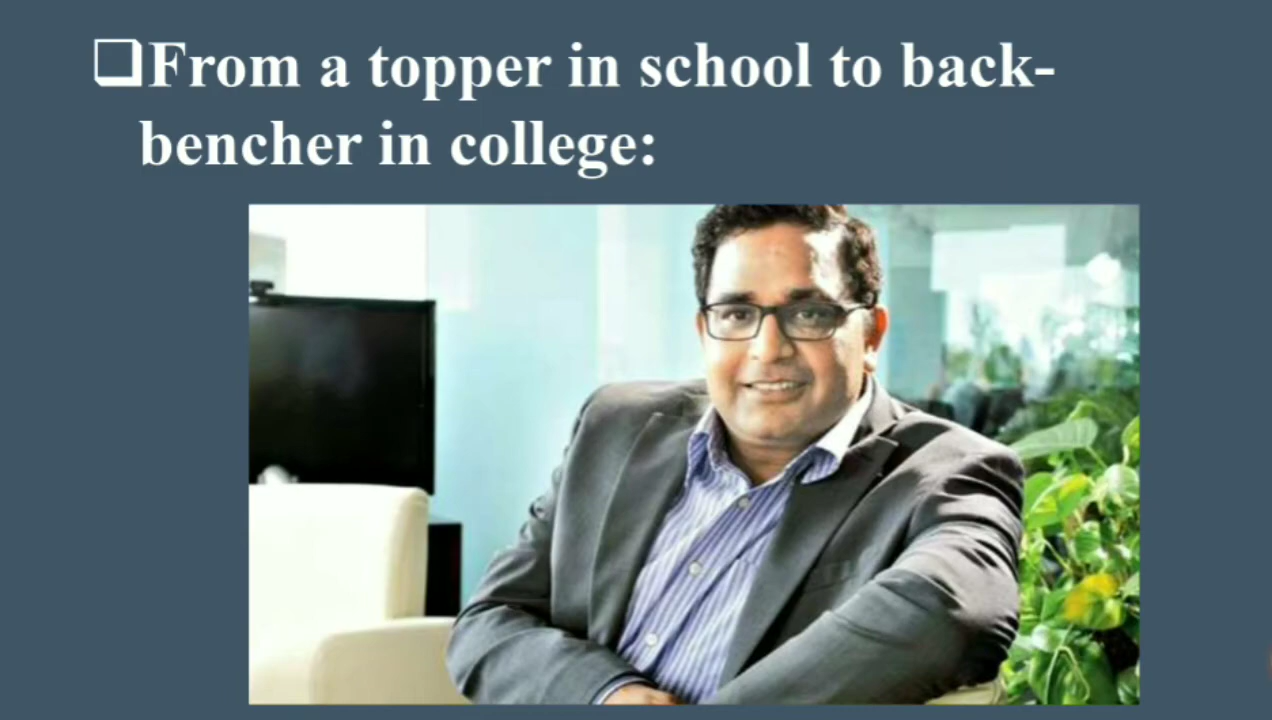 ❑From a topper in school to back-
bencher in college: